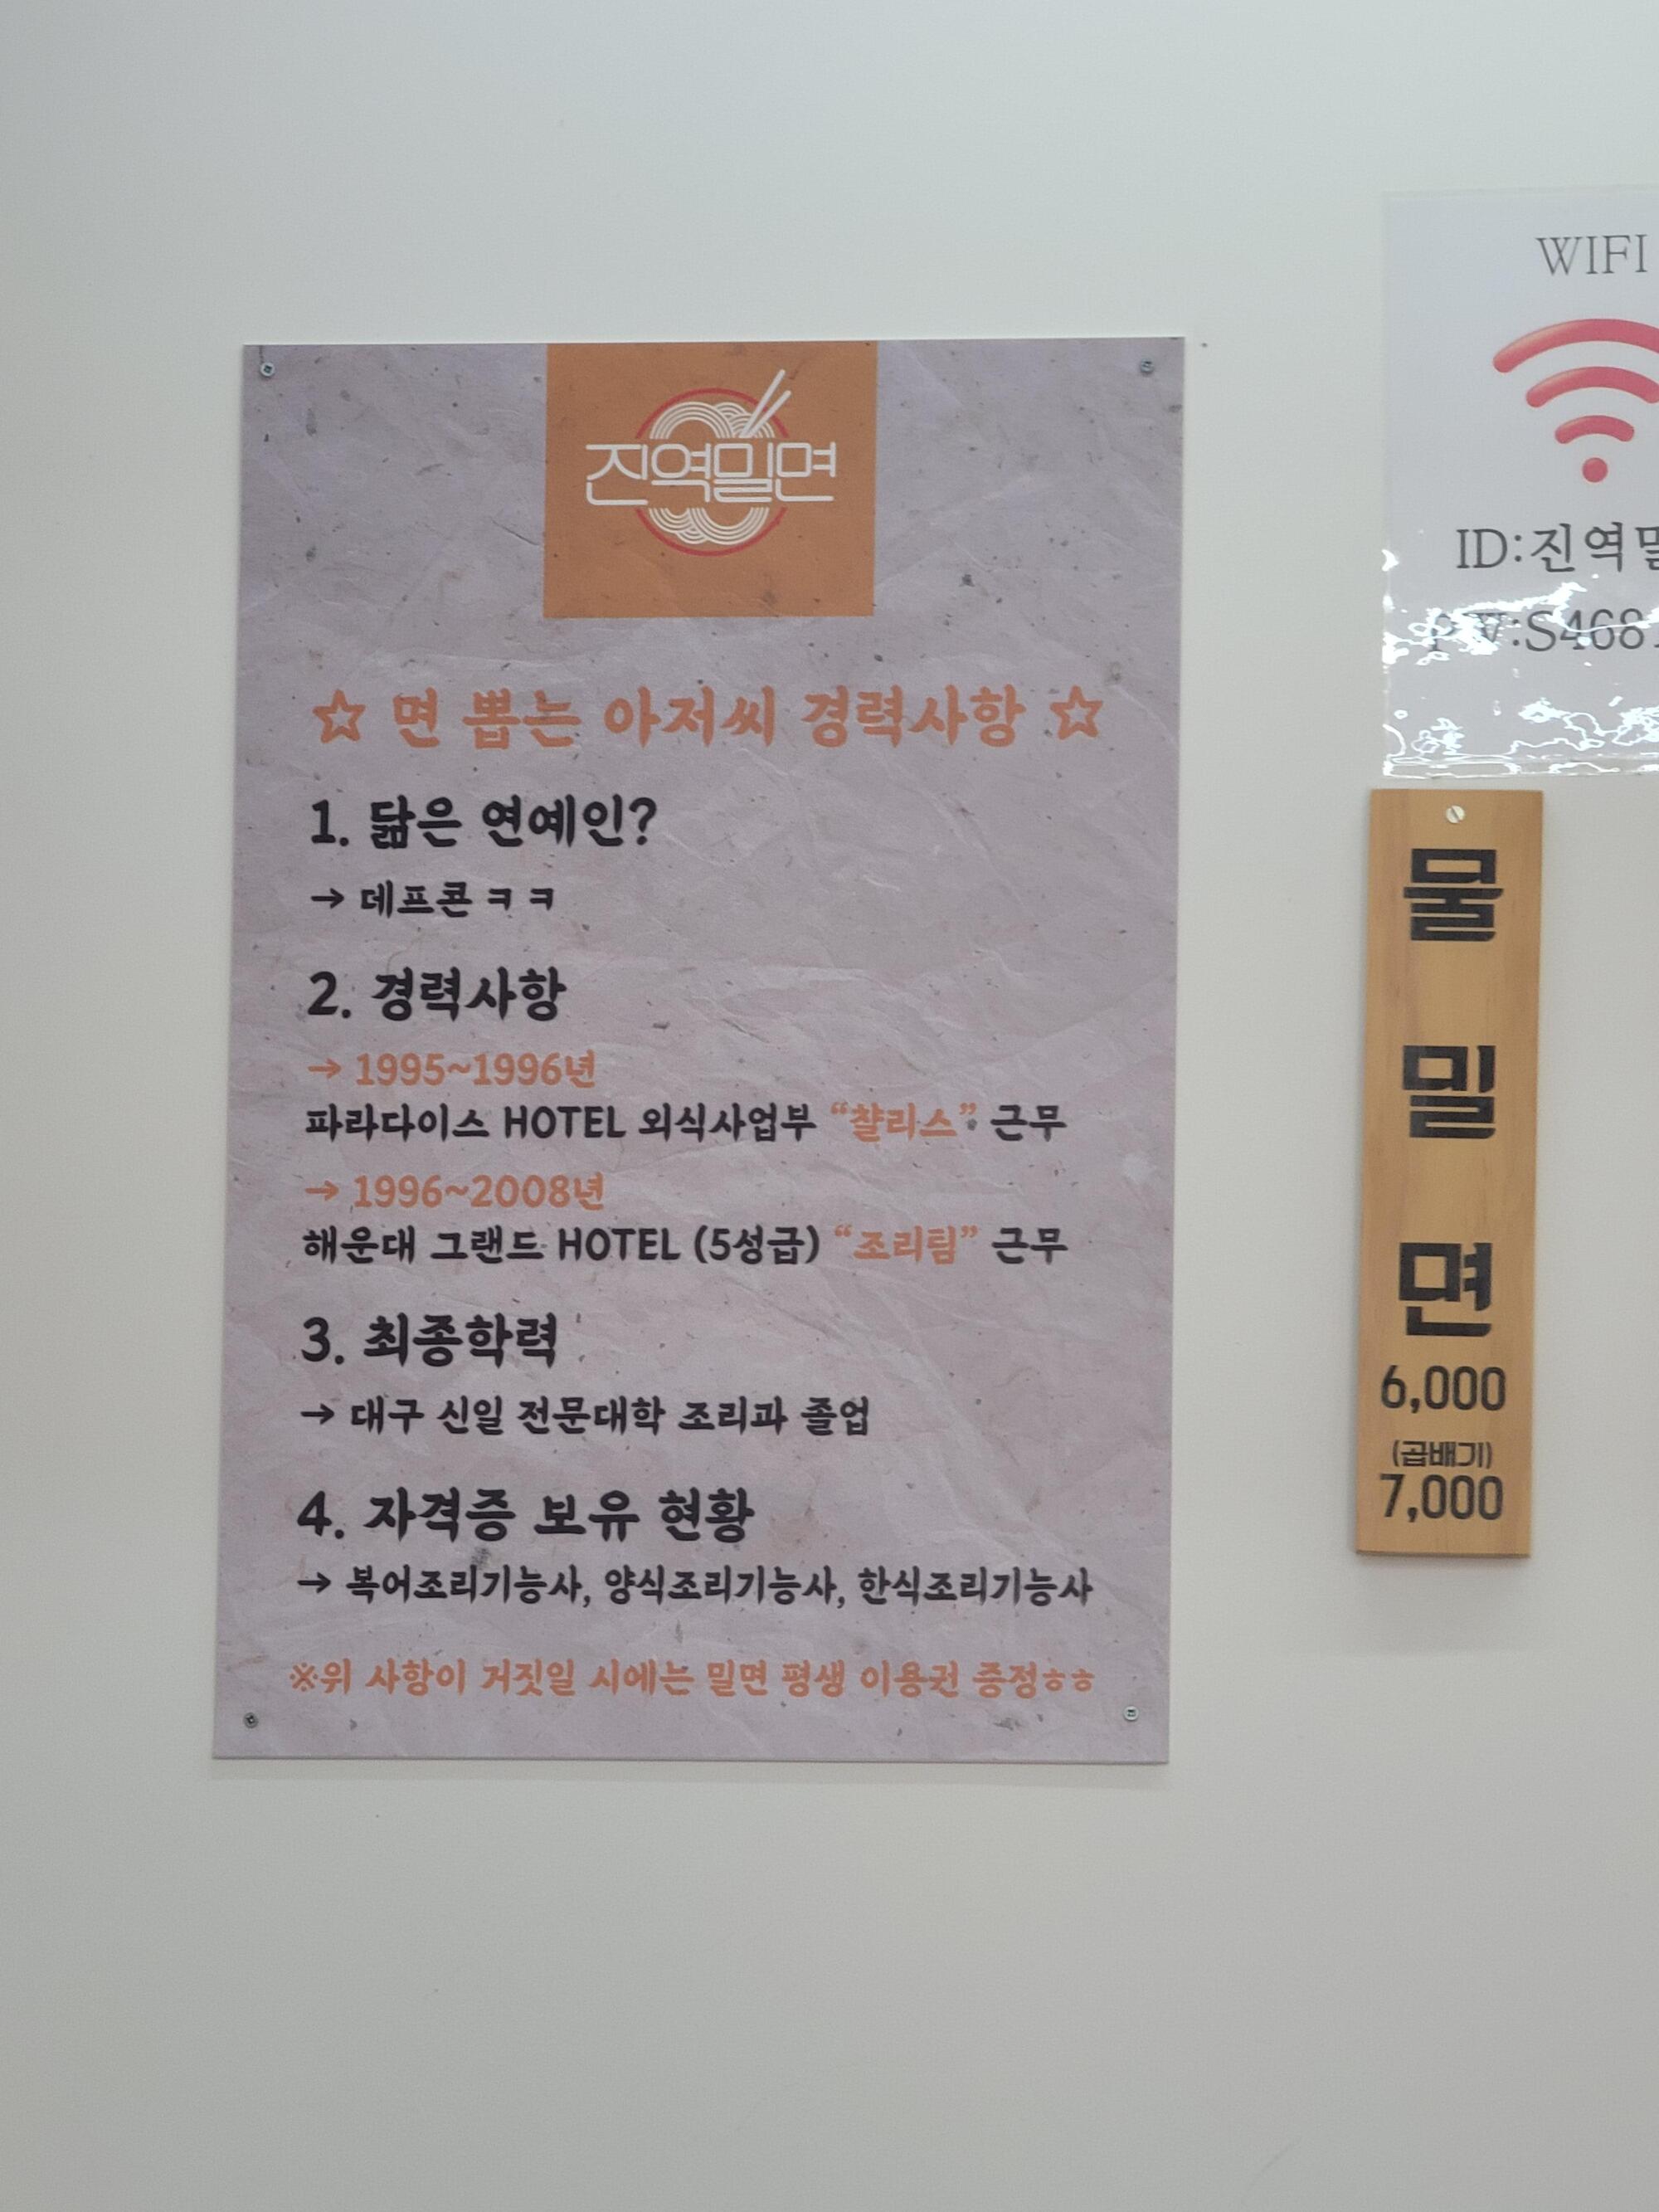 진역밀면
☆ 면 뽑는 아저씨 경력사항 ☆
1. 닮은 연예인?
→ 데프콘 ㅋㅋ
2. 경력사항
→ 1995~1996년
파라다이스 HOTEL 외식사업부 “챨리스” 근무
→ 1996~2008년
해운대 그랜드 HOTEL (5성급) “조리팀” 근무
3. 최종학력
→ 대구 신일 전문대학 조리과 졸업
4. 자격증 보유 현황
→ 복어조리기능사, 양식조리기능사, 한식조리기능사
※위 사항이 거짓일 시에는 밀면 평생 이용권 증정ㅎㅎ
WIFI
ID:진역밀
PW:S468
물
밀
면
6,000
(곱배기)
7,000